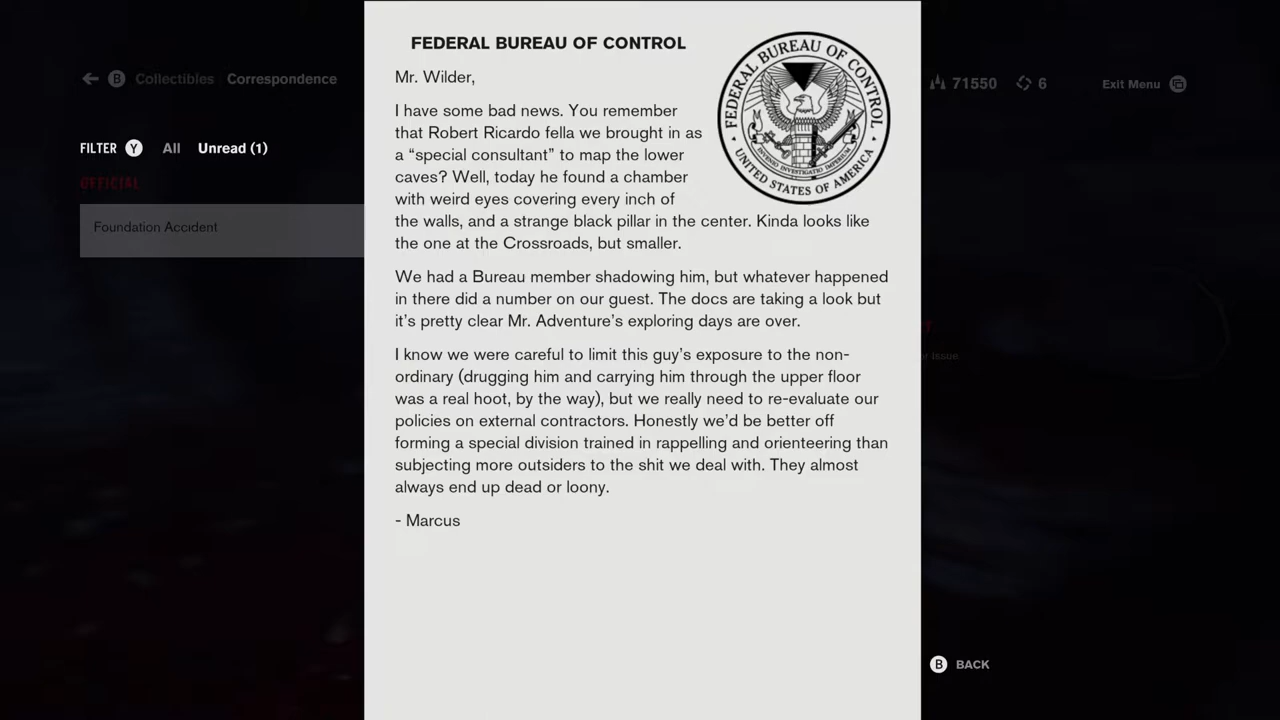 FEDERAL BUREAU OF CONTROL
FEDERAL BUREAU OF CONTROL
UNITED STATES OF AMERICA
INVENIO INVESTIGATIO IMPERIUM
Mr. Wilder,
I have some bad news. You remember
that Robert Ricardo fella we brought in as
a “special consultant” to map the lower
caves? Well, today he found a chamber
with weird eyes covering every inch of
the walls, and a strange black pillar in the center. Kinda looks like
the one at the Crossroads, but smaller.
We had a Bureau member shadowing him, but whatever happened
in there did a number on our guest. The docs are taking a look but
it’s pretty clear Mr. Adventure’s exploring days are over.
I know we were careful to limit this guy’s exposure to the non-
ordinary (drugging him and carrying him through the upper floor
was a real hoot, by the way), but we really need to re-evaluate our
policies on external contractors. Honestly we’d be better off
forming a special division trained in rappelling and orienteering than
subjecting more outsiders to the shit we deal with. They almost
always end up dead or loony.
- Marcus
B Collectibles Correspondence
FILTER Y All Unread (1)
OFFICIAL
Foundation Accident
71550 6 Exit Menu
issue
B BACK